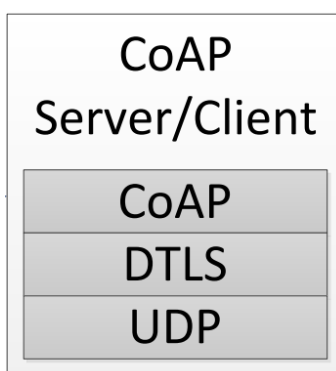 CoAP
Server/Client
CoAP
DTLS
UDP